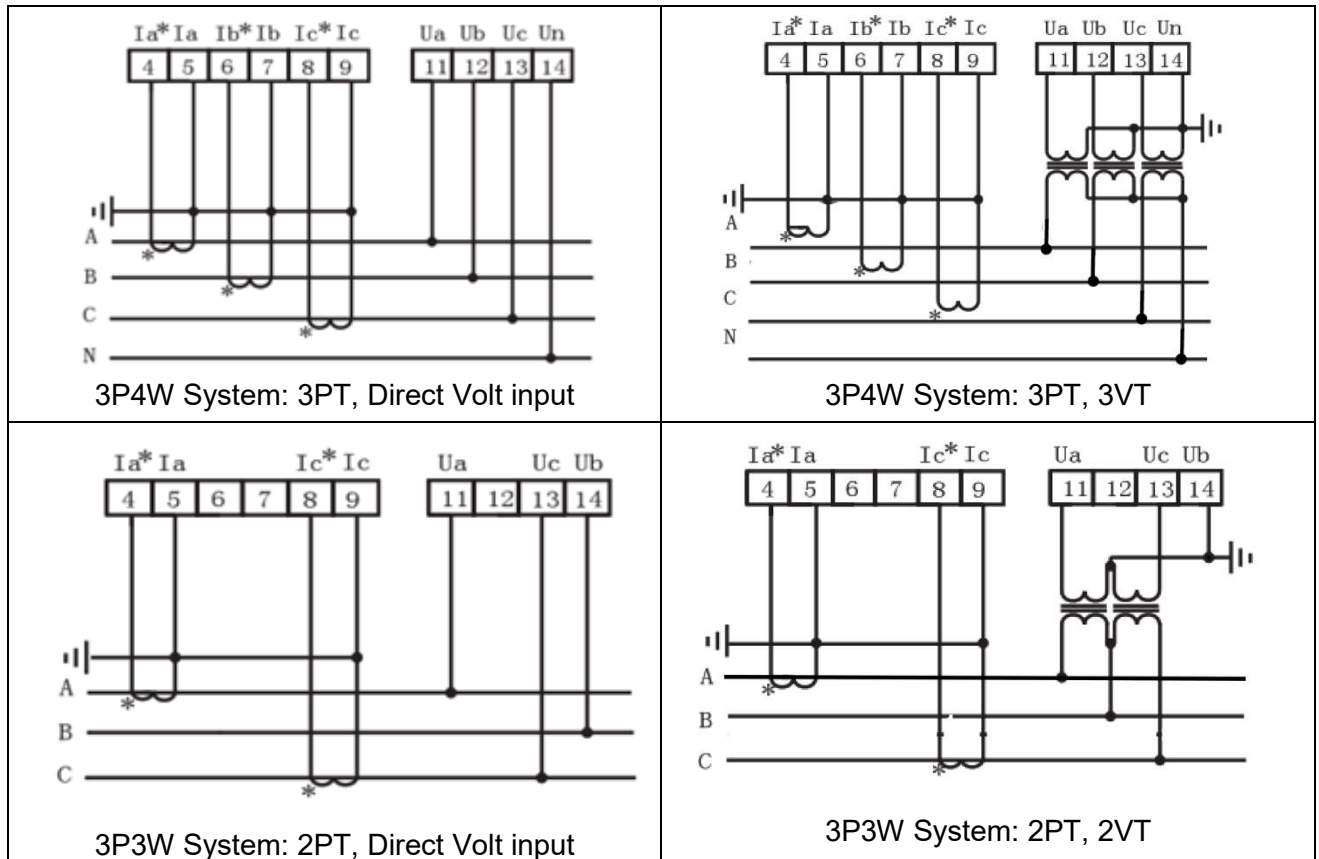 Ia* Ia Ib* Ib Ic* Ic Ua Ub Uc Un
4 5 6 7 8 9 11 12 13 14
*
A
*
B
*
C
N
3P4W System: 3PT, Direct Volt input
Ia* Ia Ib* Ib Ic* Ic Ua Ub Uc Un
4 5 6 7 8 9 11 12 13 14
A
*
B
*
C
*
N
3P4W System: 3PT, 3VT
Ia* Ia Ic* Ic Ua Uc Ub
4 5 6 7 8 9 11 12 13 14
A
*
B
C
*
3P3W System: 2PT, Direct Volt input
Ia* Ia Ic* Ic Ua Uc Ub
4 5 6 7 8 9 11 12 13 14
A
*
B
C
*
3P3W System: 2PT, 2VT